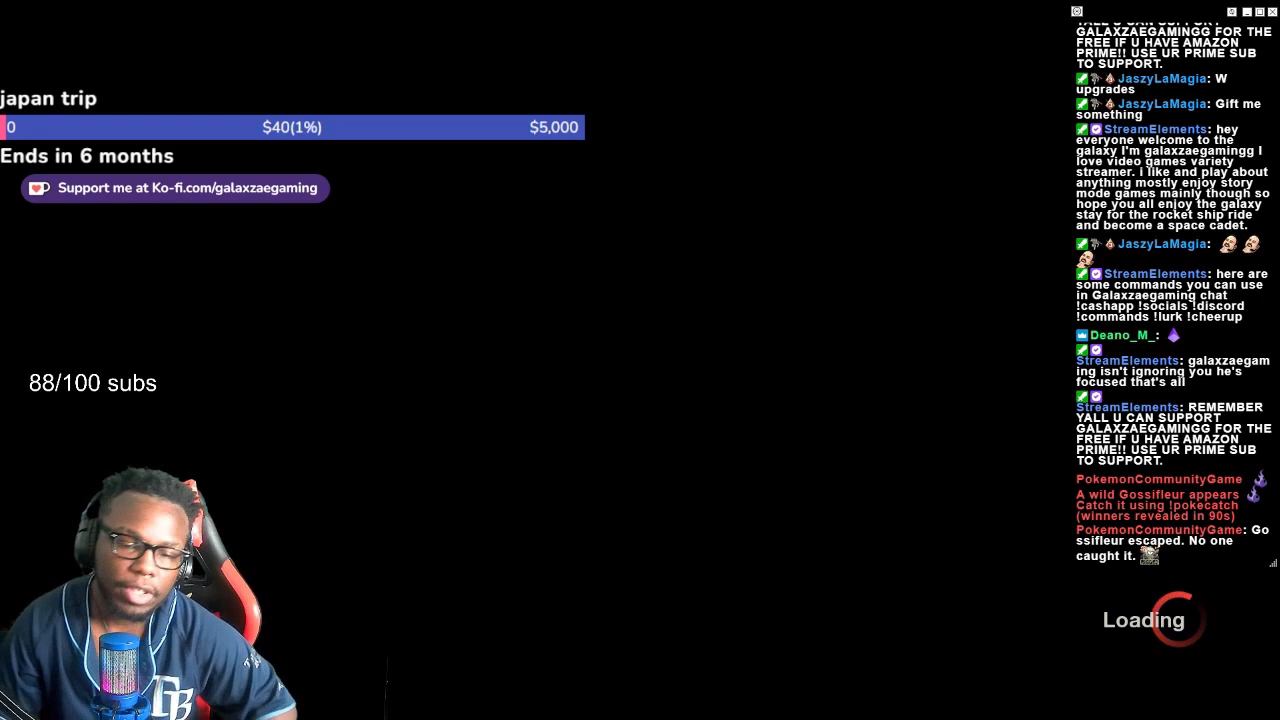 japan trip
0 $40(1%) $5,000
Ends in 6 months
Support me at Ko-fi.com/galaxzaegaming
88/100 subs
TB
YALL U CAN SUPPORT
GALAXZAEGAMINGG FOR THE
FREE IF U HAVE AMAZON
PRIME!! USE UR PRIME SUB
TO SUPPORT.
JaszyLaMagia: W
upgrades
JaszyLaMagia: Gift me
something
StreamElements: hey
everyone welcome to the
galaxy I'm galaxzaegamingg I
love video games variety
streamer. i like and play about
anything mostly enjoy story
mode games mainly though so
hope you all enjoy the galaxy
stay for the rocket ship ride
and become a space cadet.
JaszyLaMagia:
StreamElements: here are
some commands you can use
in Galaxzaegaming chat
!cashapp !socials !discord
!commands !lurk !cheerup
Deano_M_:
StreamElements: galaxzaegam
ing isn't ignoring you he's
focused that's all
StreamElements: REMEMBER
YALL U CAN SUPPORT
GALAXZAEGAMINGG FOR THE
FREE IF U HAVE AMAZON
PRIME!! USE UR PRIME SUB
TO SUPPORT.
PokemonCommunityGame
A wild Gossifleur appears
Catch it using !pokecatch
(winners revealed in 90s)
PokemonCommunityGame: Go
ssifleur escaped. No one
caught it.
Loading